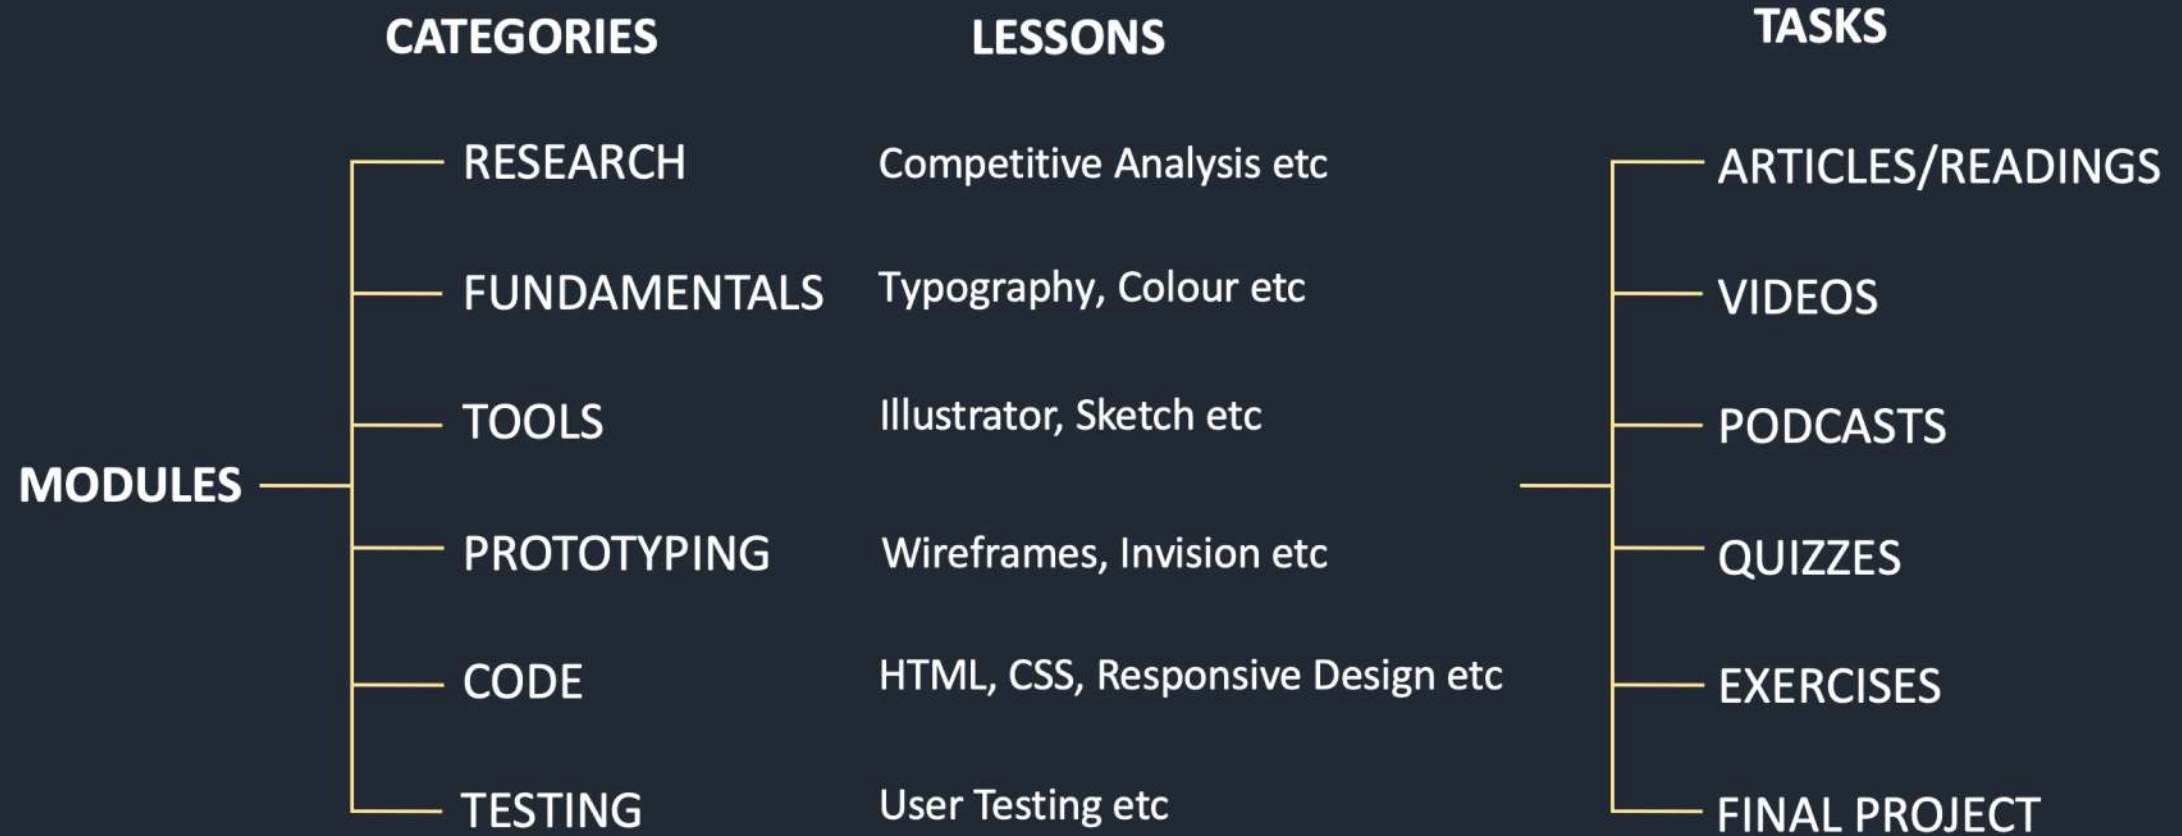 CATEGORIES LESSONS TASKS
RESEARCH Competitive Analysis etc ARTICLES/READINGS
FUNDAMENTALS Typography, Colour etc VIDEOS
TOOLS Illustrator, Sketch etc PODCASTS
MODULES
PROTOTYPING Wireframes, Invision etc QUIZZES
CODE HTML, CSS, Responsive Design etc EXERCISES
TESTING User Testing etc FINAL PROJECT